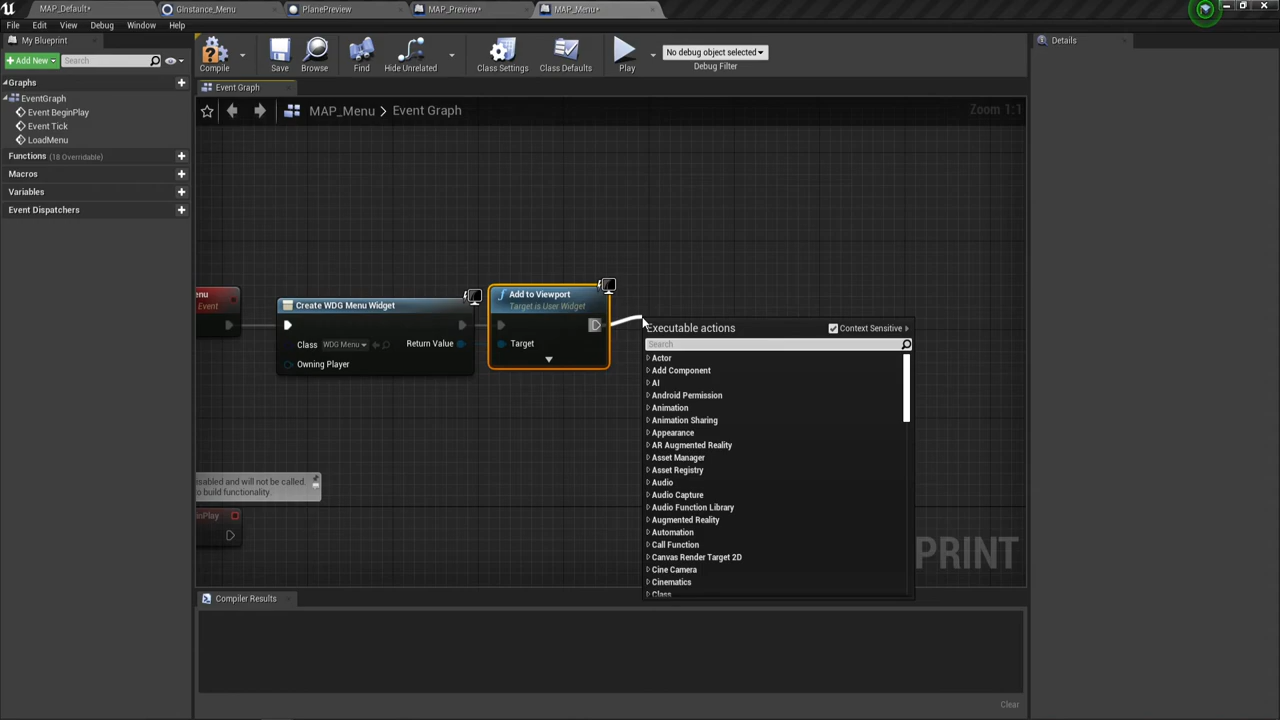 MAP_Default*
GInstance_Menu
PlanePreview
MAP_Preview*
MAP_Menu*
File Edit View Debug Window Help
My Blueprint
Add New
Search
Graphs
EventGraph
Event BeginPlay
Event Tick
LoadMenu
Functions (18 Overridable)
Macros
Variables
Event Dispatchers
Compile
Save
Browse
Find
Hide Unrelated
Class Settings
Class Defaults
Play
No debug object selected
Debug Filter
Event Graph
MAP_Menu > Event Graph
Zoom 1:1
enu
Event
Create WDG Menu Widget
Class WDG Menu
Return Value
Owning Player
Add to Viewport
Target is User Widget
Target
isabled and will not be called.
to build functionality.
inPlay
Executable actions
Context Sensitive
Search
Actor
Add Component
AI
Android Permission
Animation
Animation Sharing
Appearance
AR Augmented Reality
Asset Manager
Asset Registry
Audio
Audio Capture
Audio Function Library
Augmented Reality
Automation
Call Function
Canvas Render Target 2D
Cine Camera
Cinematics
Class
PRINT
Compiler Results
Clear
Details